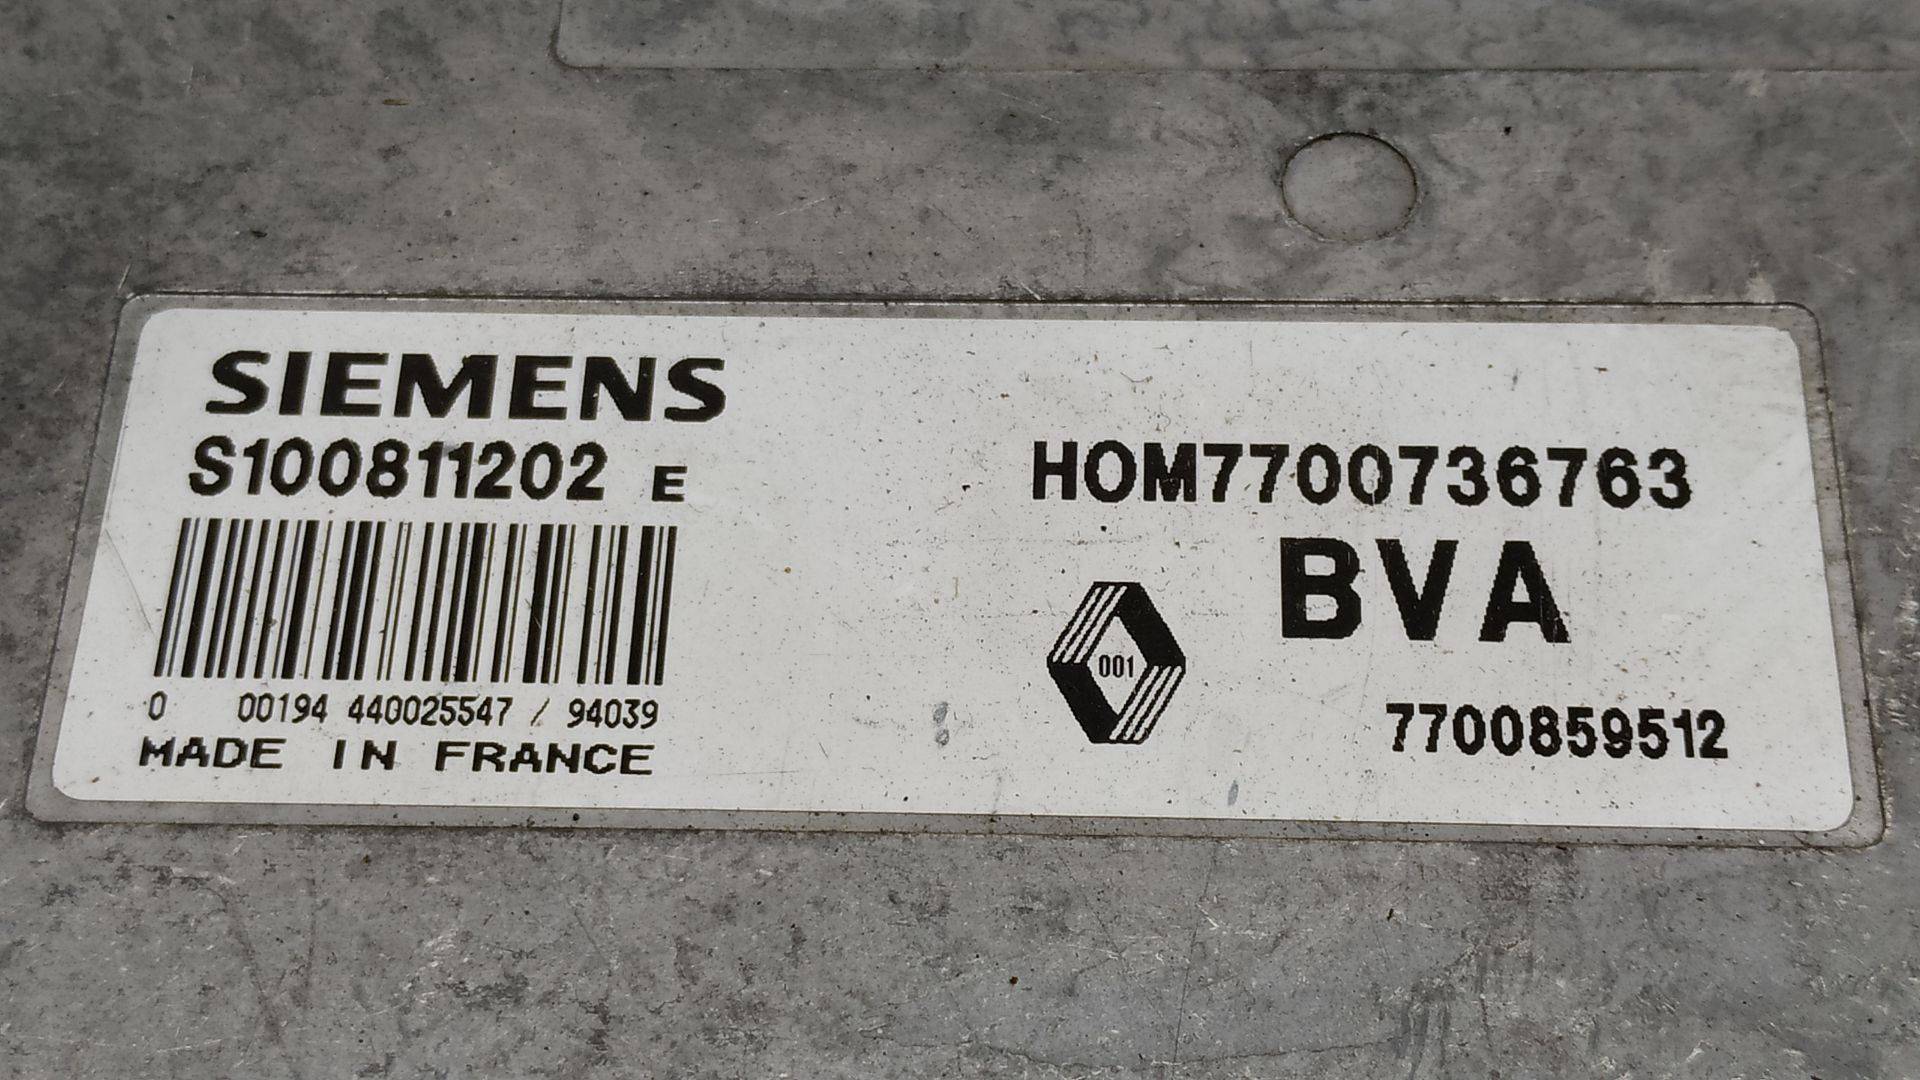 SIEMENS
S100811202 E
0 00194 440025547 / 94039
MADE IN FRANCE
HOM7700736763
BVA
001
7700859512